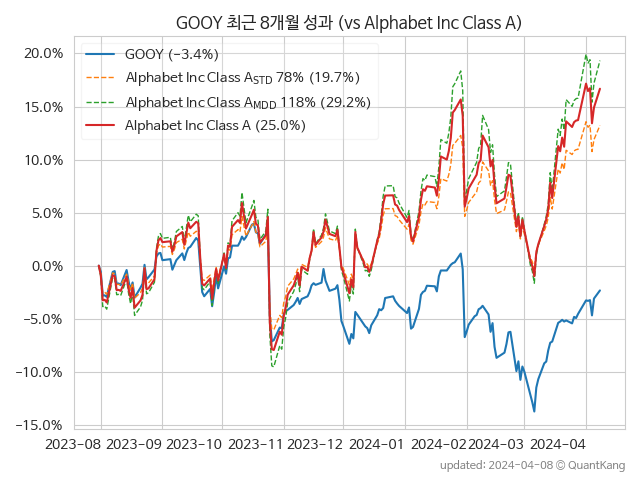 GOOY 최근 8개월 성과 (vs Alphabet Inc Class A)
GOOY (−3.4%)
Alphabet Inc Class A STD 78% (19.7%)
Alphabet Inc Class A MDD 118% (29.2%)
Alphabet Inc Class A (25.0%)
20.0%
15.0%
10.0%
5.0%
0.0%
−5.0%
−10.0%
−15.0%
2023-08 2023-09 2023-10 2023-11 2023-12 2024-01 2024-02 2024-03 2024-04
updated: 2024-04-08 © QuantKang